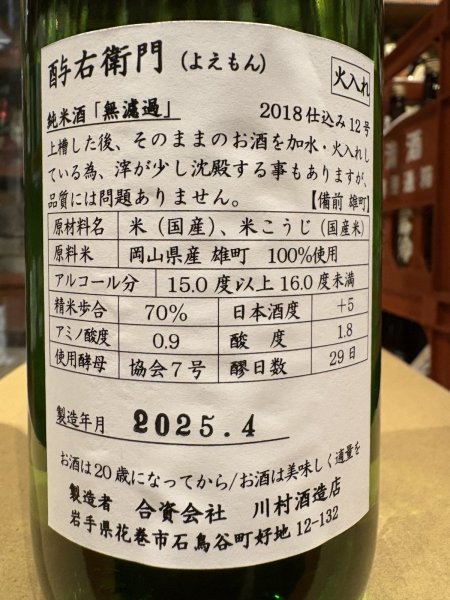 酉与右衛門 (よえもん)
火入れ
純米酒「無濾過」 2018仕込み12号
上槽した後、そのままのお酒を加水・火入れし
ている為、滓が少し沈殿する事もありますが、
品質には問題ありません。 【備前 雄町】
原材料名 米(国産)、米こうじ(国産米)
原料米 岡山県産 雄町 100%使用
アルコール分 15.0度以上16.0度未満
精米歩合 70% 日本酒度 +5
アミノ酸度 0.9 酸度 1.8
使用酵母 協会7号 醪日数 29日
製造年月 2025.4
お酒は20歳になってから/お酒は美味しく適量を
製造者 合資会社 川村酒造店
岩手県花巻市石鳥谷町好地12-132